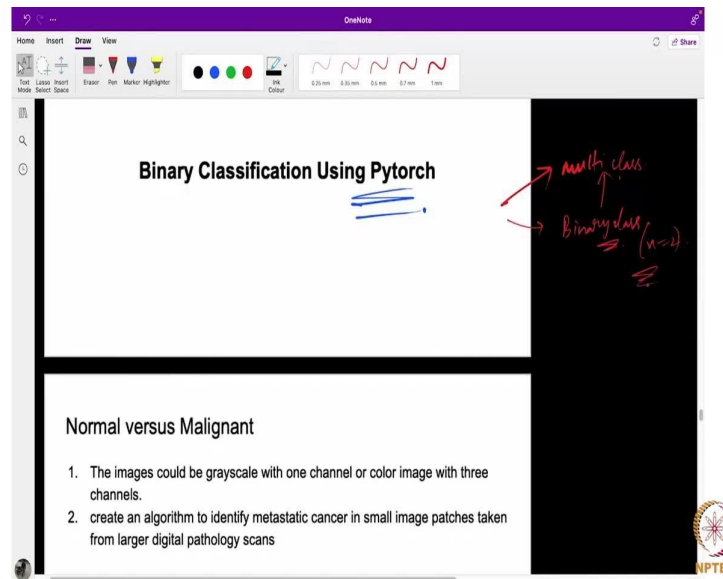 OneNote
Home Insert Draw View
Share
Text Mode
Lasso Select
Insert Space
Eraser
Pen
Marker
Highlighter
Ink Colour
0.25 mm
0.35 mm
0.5 mm
0.7 mm
1 mm
Binary Classification Using Pytorch
multi class
Binary class
(n=2)
Normal versus Malignant
1. The images could be grayscale with one channel or color image with three
channels.
2. create an algorithm to identify metastatic cancer in small image patches taken
from larger digital pathology scans
NPTE